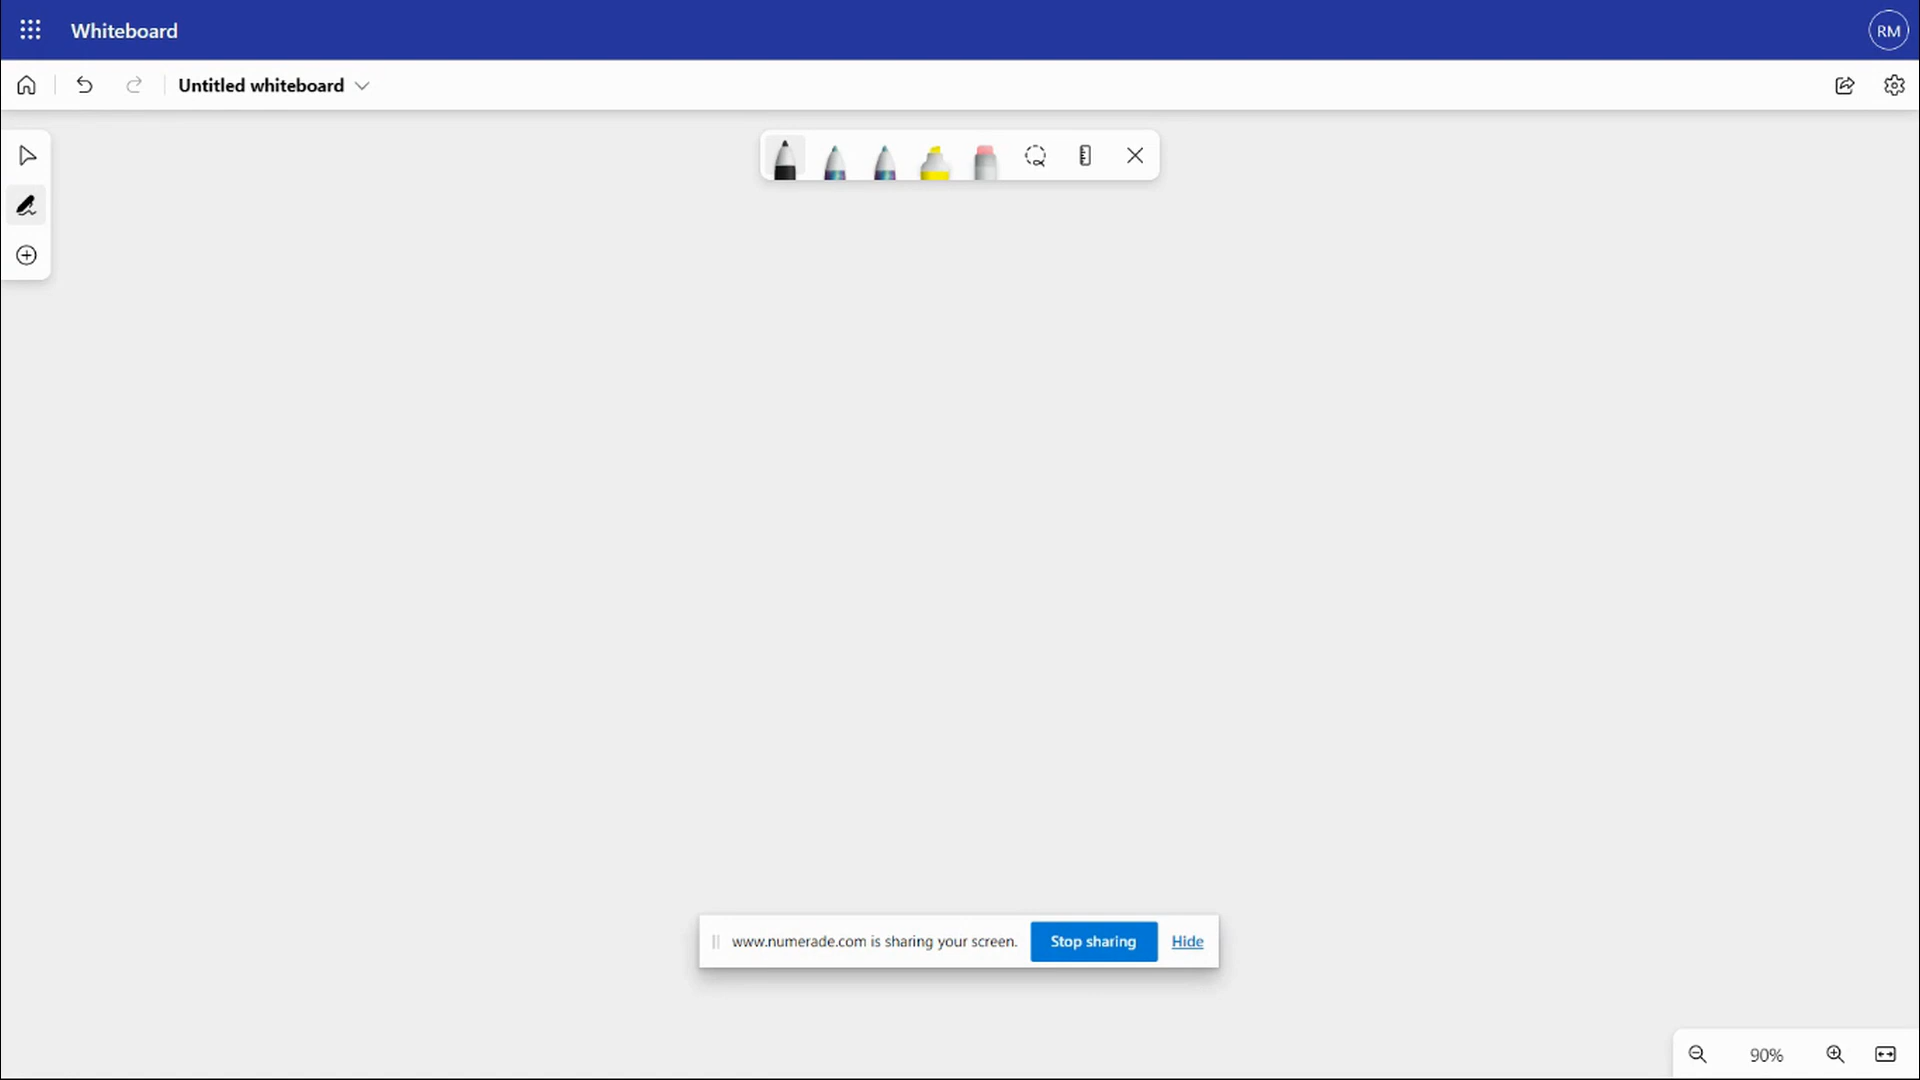 Whiteboard
RM
Untitled whiteboard
www.numerade.com is sharing your screen.
Stop sharing
Hide
90%